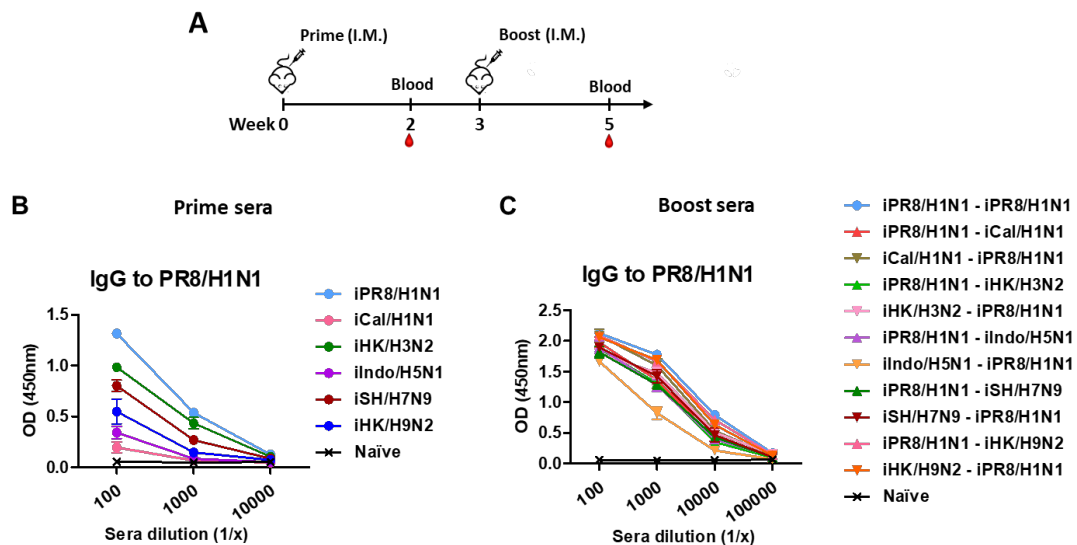 A
Prime (I.M.) Boost (I.M.)
Blood Blood
Week 0 2 3 5
B Prime sera
IgG to PR8/H1N1
OD (450nm)
1.5
1.0
0.5
0.0
100 1000 10000
Sera dilution (1/x)
iPR8/H1N1
iCal/H1N1
iHK/H3N2
iIndo/H5N1
iSH/H7N9
iHK/H9N2
Naïve
C Boost sera
IgG to PR8/H1N1
OD (450nm)
2.5
2.0
1.5
1.0
0.5
0.0
100 1000 10000 100000
Sera dilution (1/x)
iPR8/H1N1 - iPR8/H1N1
iPR8/H1N1 - iCal/H1N1
iCal/H1N1 - iPR8/H1N1
iPR8/H1N1 - iHK/H3N2
iHK/H3N2 - iPR8/H1N1
iPR8/H1N1 - iIndo/H5N1
iIndo/H5N1 - iPR8/H1N1
iPR8/H1N1 - iSH/H7N9
iSH/H7N9 - iPR8/H1N1
iPR8/H1N1 - iHK/H9N2
iHK/H9N2 - iPR8/H1N1
Naïve